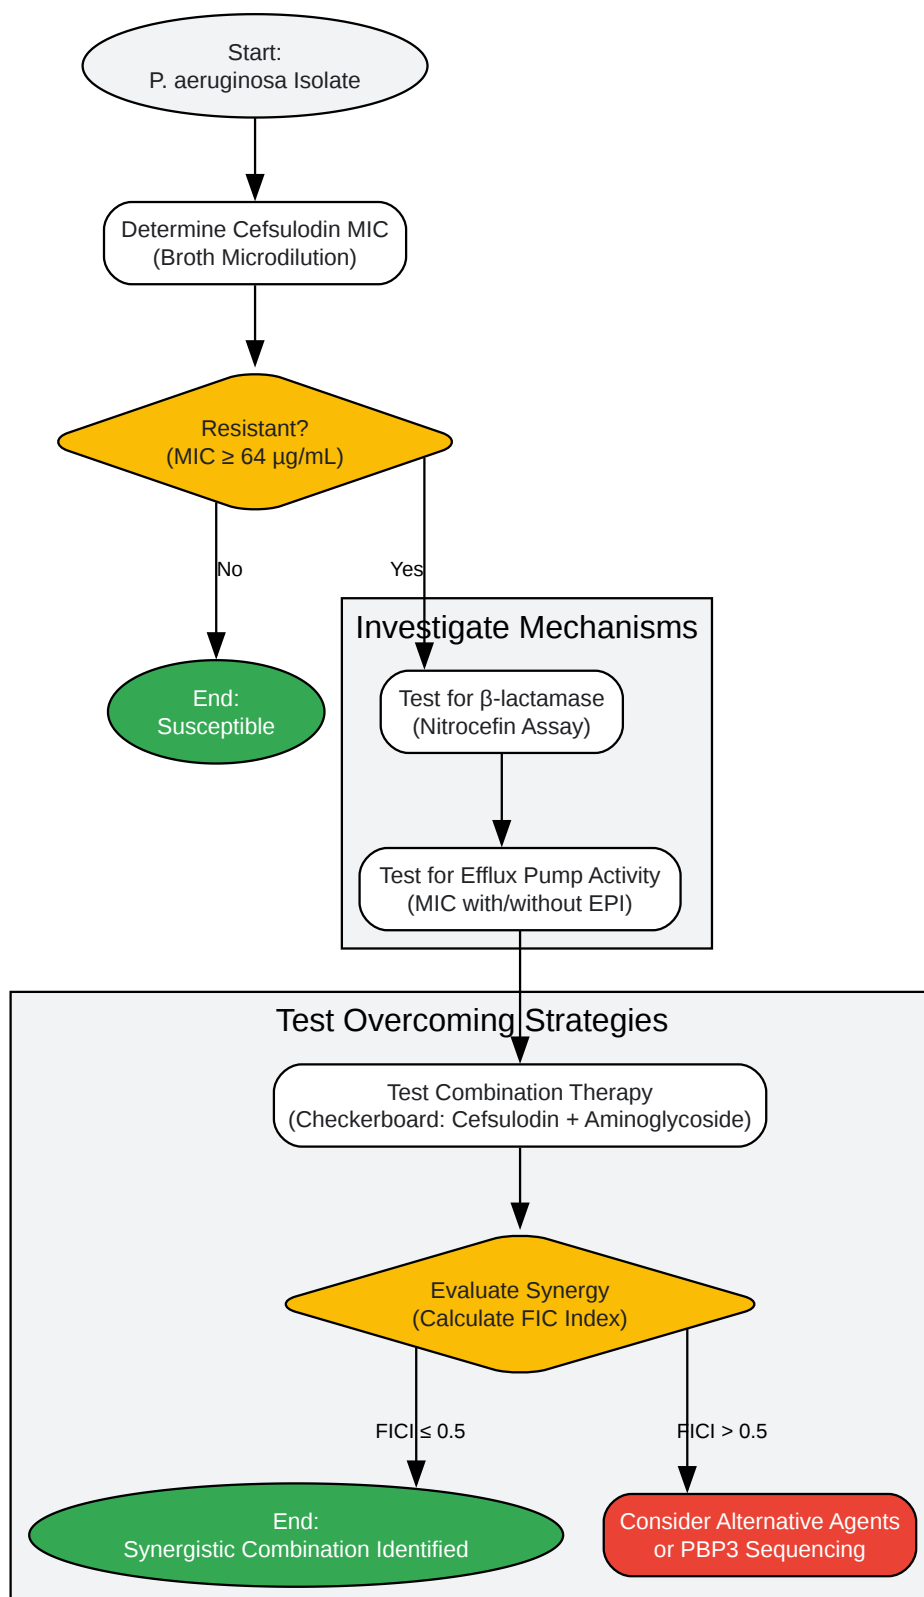 Start:
P. aeruginosa Isolate
Determine Cefsulodin MIC
(Broth Microdilution)
Resistant?
(MIC ≥ 64 µg/mL)
No
Yes
Investigate Mechanisms
End:
Susceptible
Test for β-lactamase
(Nitrocefin Assay)
Test for Efflux Pump Activity
(MIC with/without EPI)
Test Overcoming Strategies
Test Combination Therapy
(Checkerboard: Cefsulodin + Aminoglycoside)
Evaluate Synergy
(Calculate FIC Index)
FICI ≤ 0.5
FICI > 0.5
End:
Synergistic Combination Identified
Consider Alternative Agents
or PBP3 Sequencing